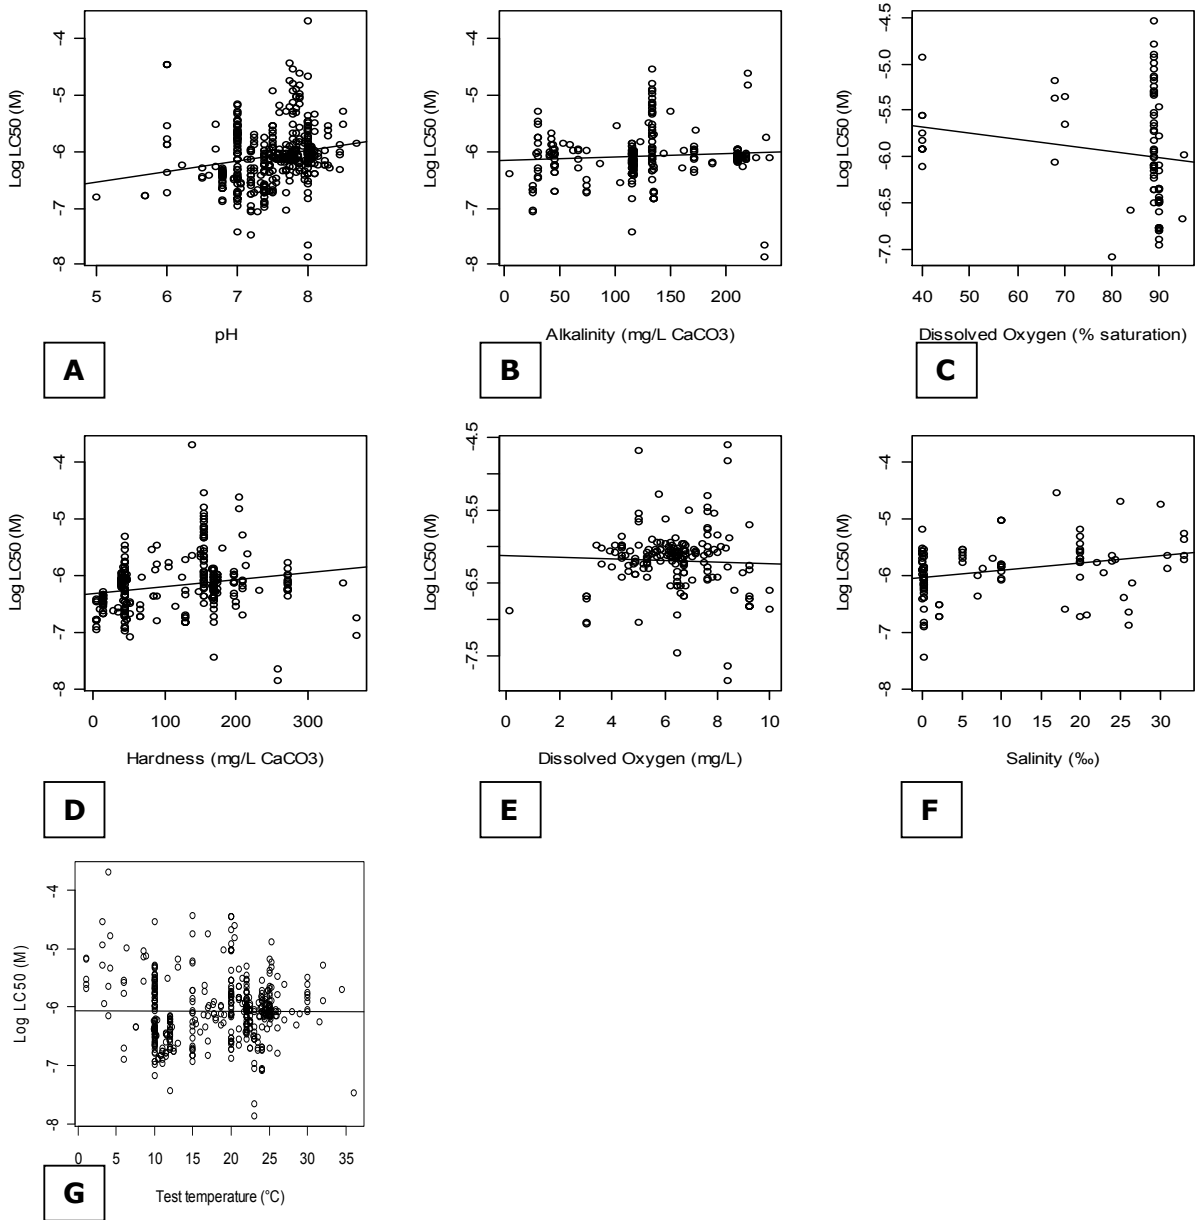 Log LC50 (M)
-4
-5
-6
-7
-8
5 6 7 8
pH
A
Log LC50 (M)
-4
-5
-6
-7
-8
0 50 100 150 200
Alkalinity (mg/L CaCO3)
B
Log LC50 (M)
-4.5
-5.0
-5.5
-6.0
-6.5
-7.0
40 50 60 70 80 90
Dissolved Oxygen (% saturation)
C
Log LC50 (M)
-4
-5
-6
-7
-8
0 100 200 300
Hardness (mg/L CaCO3)
D
Log LC50 (M)
-4.5
-5.5
-6.5
-7.5
0 2 4 6 8 10
Dissolved Oxygen (mg/L)
E
Log LC50 (M)
-4
-5
-6
-7
-8
0 5 10 15 20 25 30
Salinity (‰)
F
Log LC50 (M)
-4
-5
-6
-7
-8
0 5 10 15 20 25 30 35
Test temperature (°C)
G